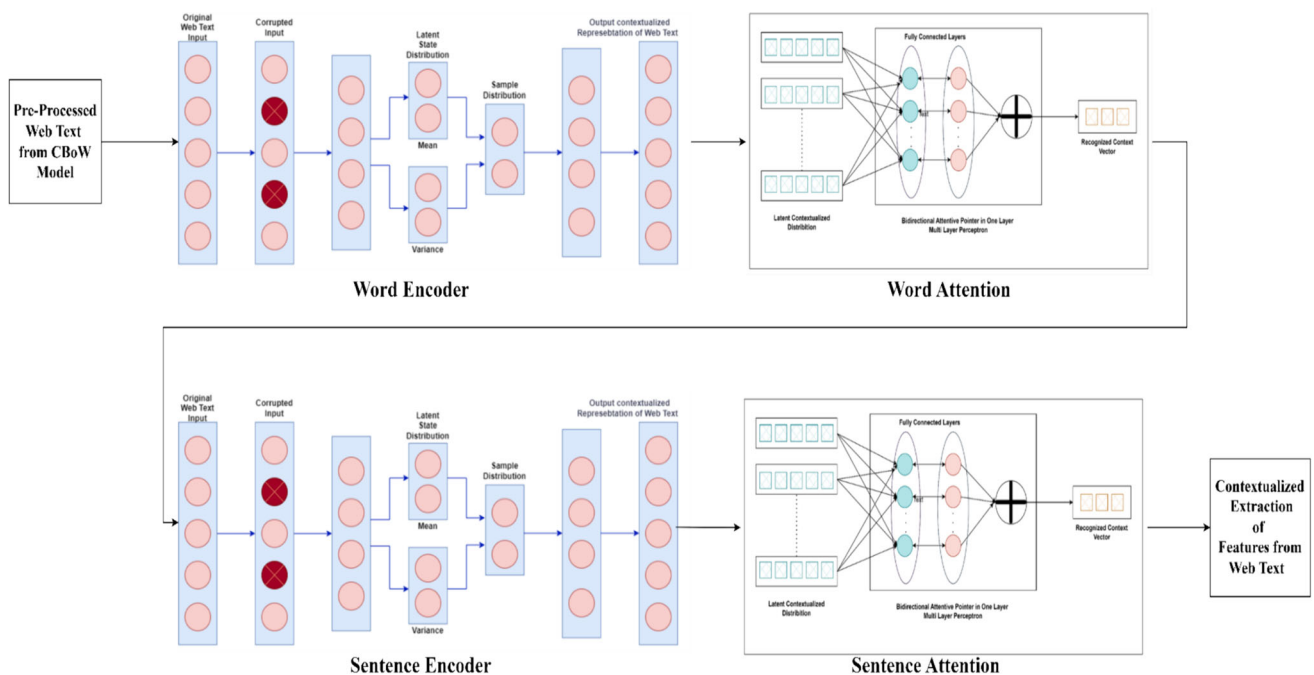 Pre-Processed
Web Text
from CBoW
Model
Original
Web Text
Input
Corrupted
Input
Latent
State
Distribution
Mean
Variance
Sample
Distribution
Output contextualized
Represebtation of Web Text
Word Encoder
Fully Connected Layers
Text
Latent Contextualized
Distribition
Bidirectional Attentive Pointer in One Layer
Multi Layer Perceptron
Recognized Context
Vector
Word Attention
Original
Web Text
Input
Corrupted
Input
Latent
State
Distribution
Mean
Variance
Sample
Distribution
Output contextualized
Represebtation of Web Text
Sentence Encoder
Fully Connected Layers
Text
Latent Contextualized
Distribition
Bidirectional Attentive Pointer in One Layer
Multi Layer Perceptron
Recognized Context
Vector
Sentence Attention
Contextualized
Extraction
of
Features from
Web Text